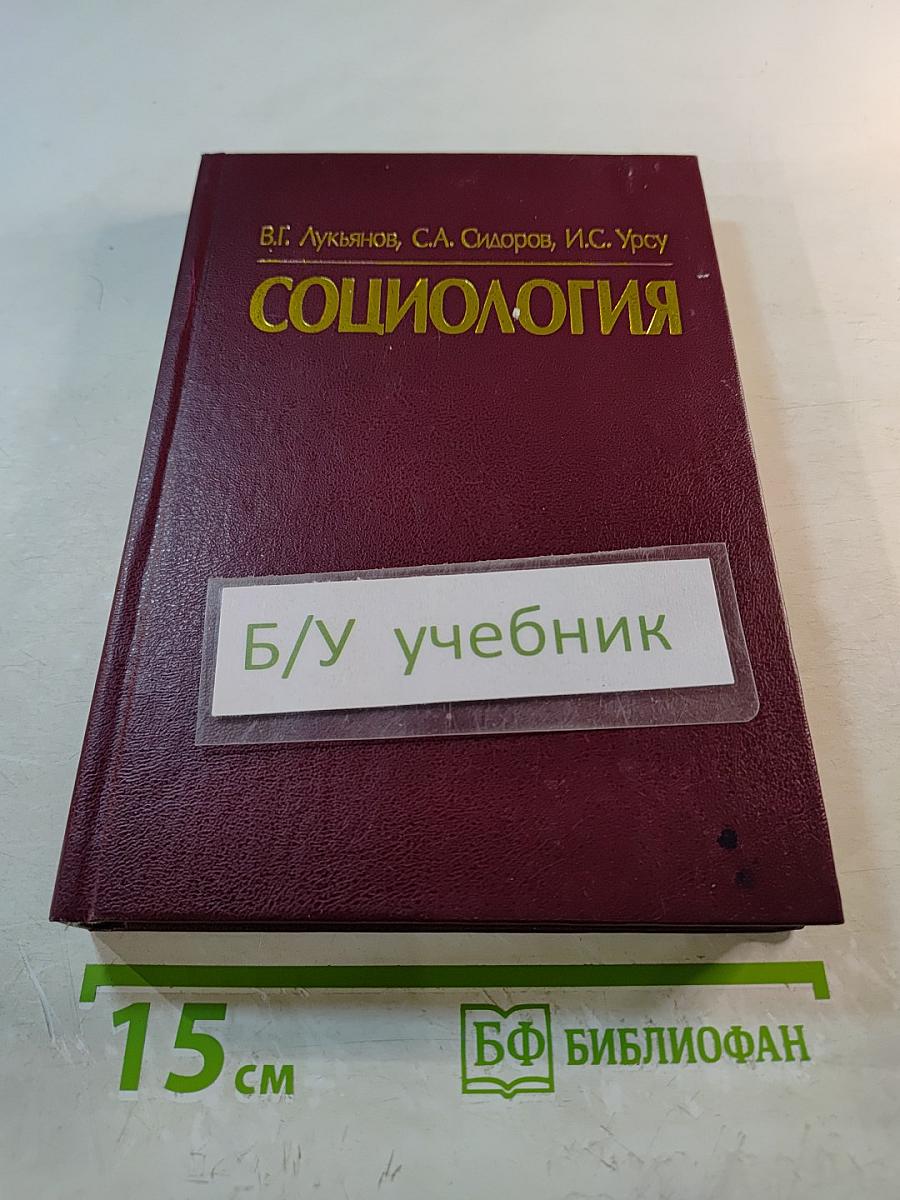 В.Г. Лукьянов, С.А. Сидоров, И.С. Урсу
СОЦИОЛОГИЯ
Б/У учебник
15 см
БФ БИБЛИОФАН